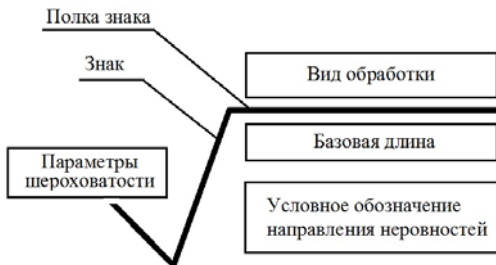 Полка знака
Знак
Вид обработки
Базовая длина
Параметры
шероховатости
Условное обозначение
направления неровностей